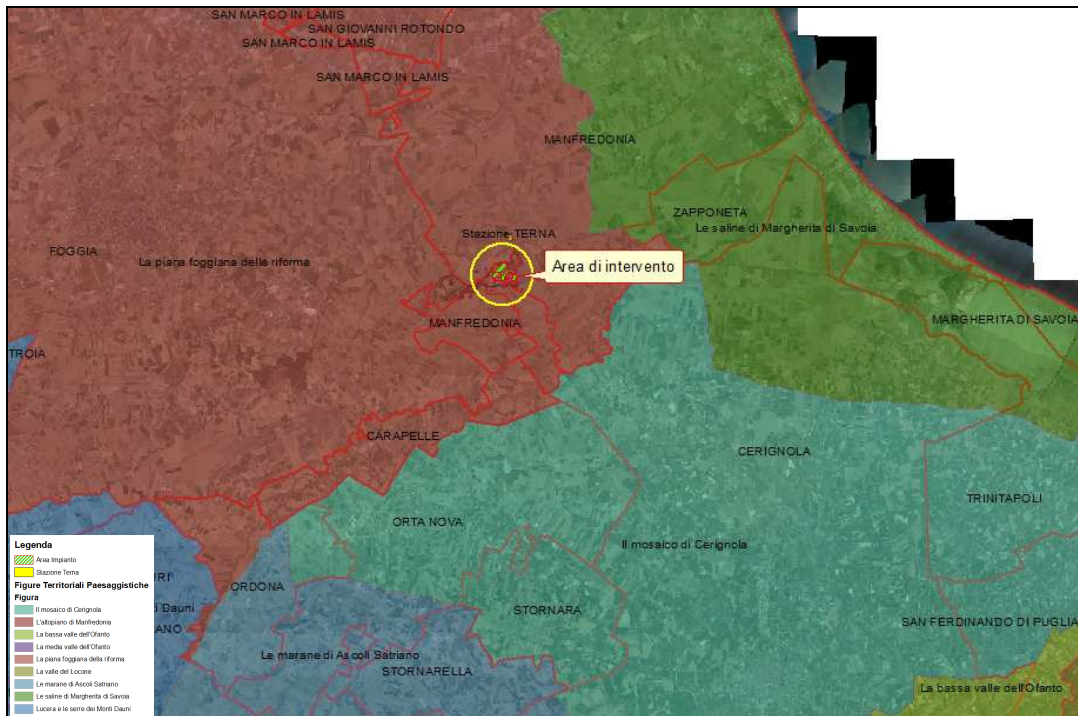 SAN MARCO IN LAMIS
SAN GIOVANNI ROTONDO
SAN MARCO IN LAMIS
SAN MARCO IN LAMIS
MANFREDONIA
ZAPPONETA
Le saline di Margherita di Savoia
Stazione TERNA
FOGGIA
La piana foggiana della riforma
Area di intervento
MANFREDONIA
MARGHERITA DI SAVOIA
TROIA
CARAPELLE
CERIGNOLA
TRINITAPOLI
ORTA NOVA
Il mosaico di Cerignola
ORDONA
STORNARA
SAN FERDINANDO DI PUGLIA
Le marane di Ascoli Satriano
STORNARELLA
La bassa valle dell'Ofanto
Legenda
Area Impianto
Stazione Terna
Figure Territoriali Paesaggistiche
Figura
Il mosaico di Cerignola
L'altopiano di Manfredonia
La bassa valle dell'Ofanto
La media valle dell'Ofanto
La piana foggiana della riforma
La valle del Locone
Le marane di Ascoli Satriano
Le saline di Margherita di Savoia
Lucera e le serre dei Monti Dauni
RI
i Dauni
ANO